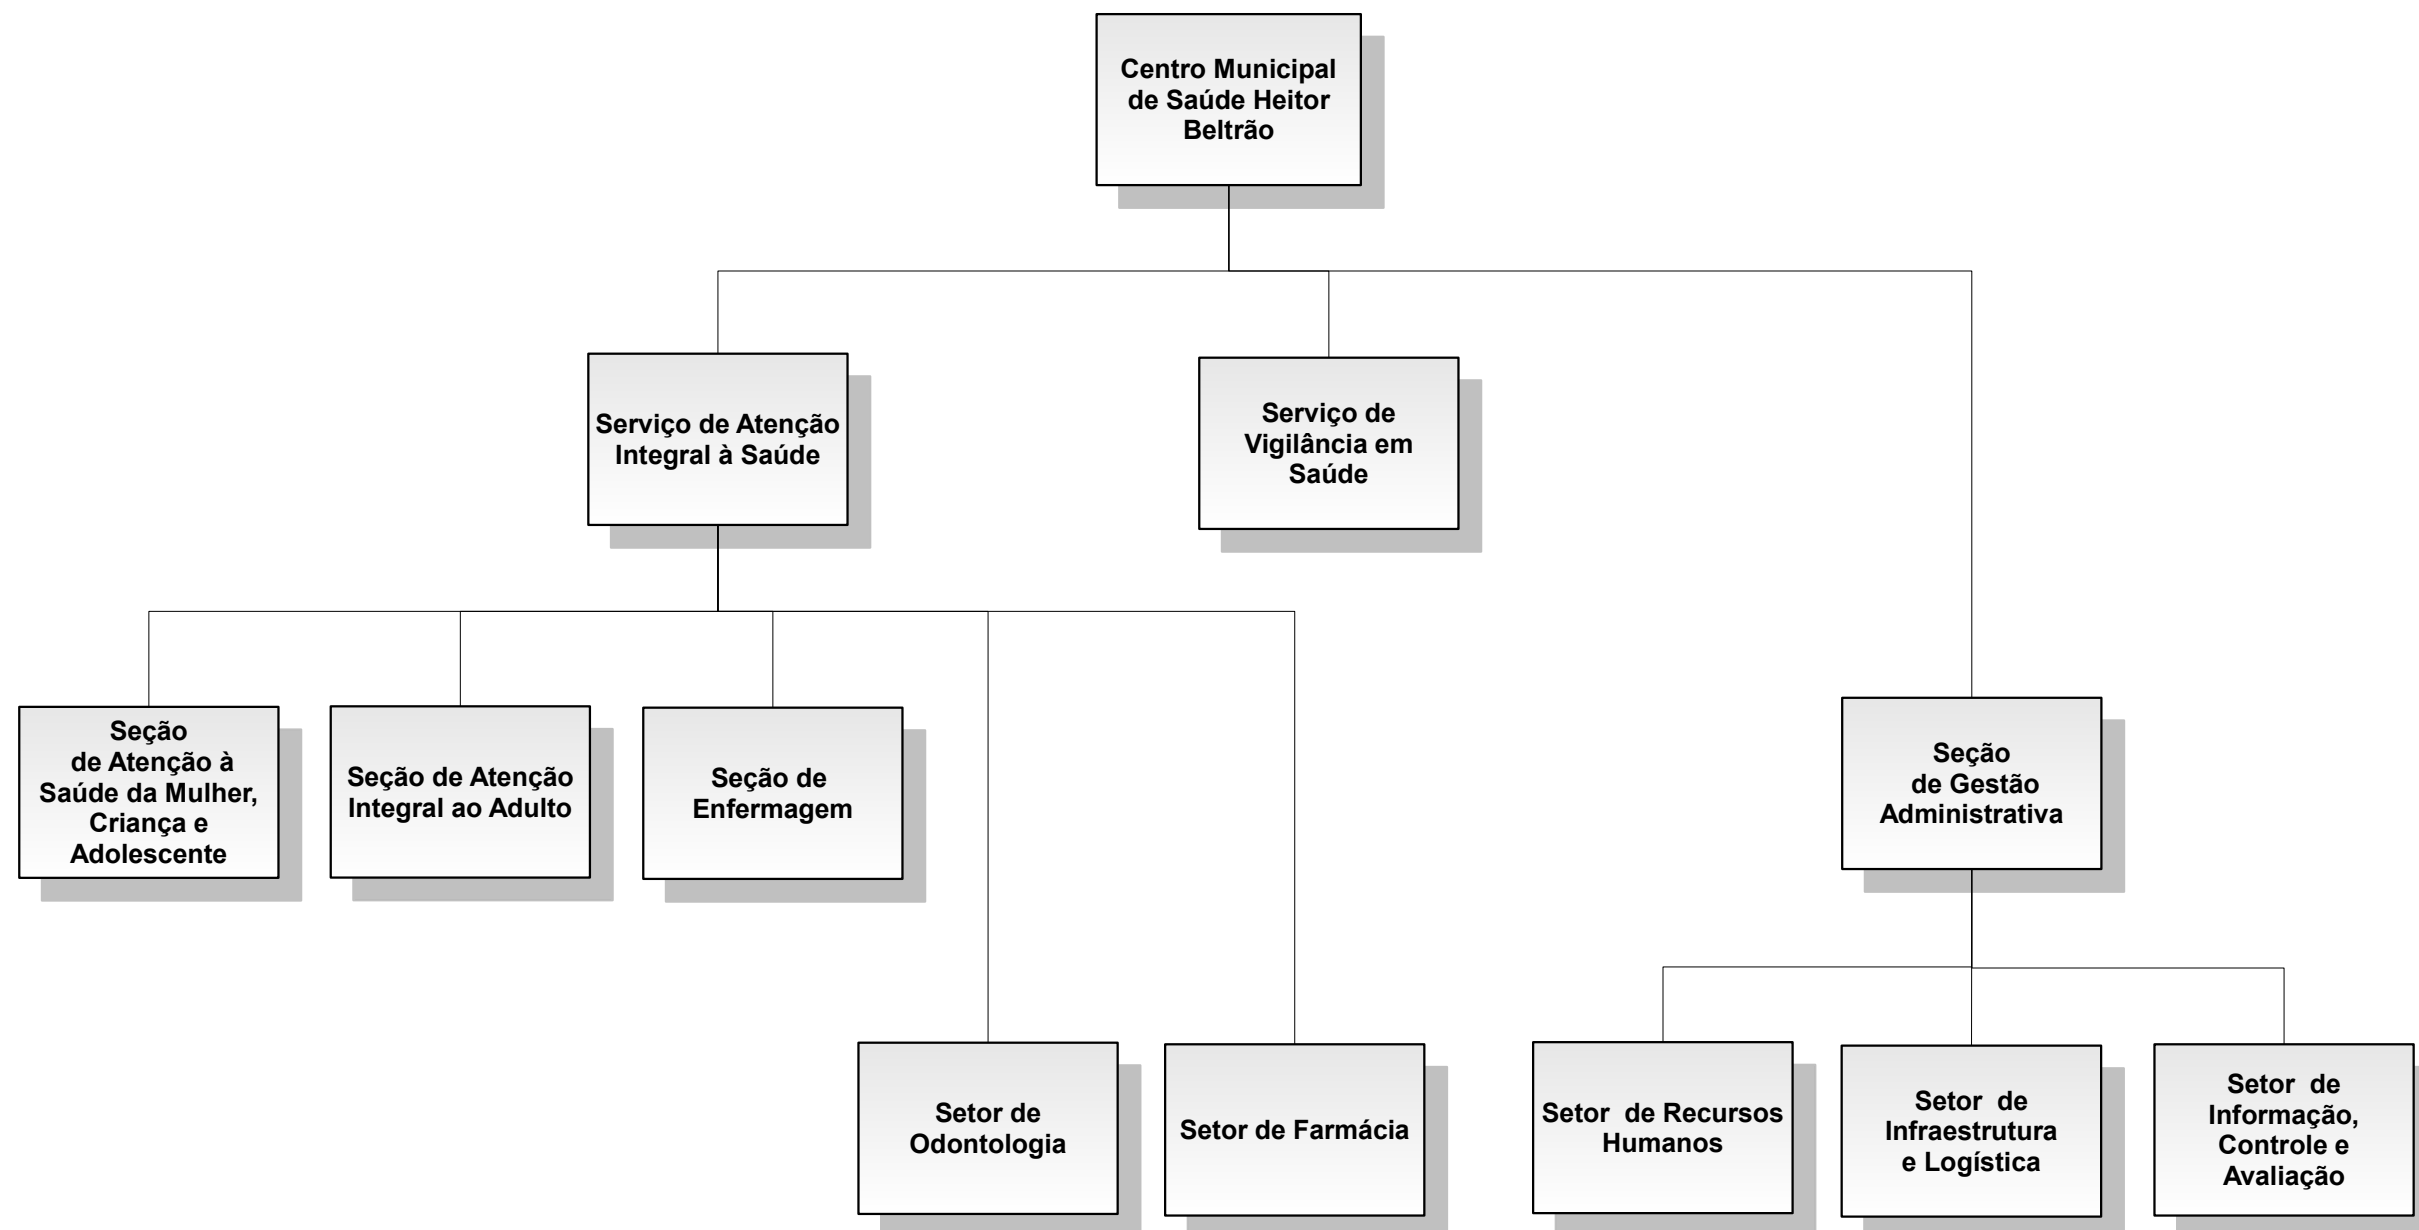 Centro Municipal
de Saúde Heitor
Beltrão
Serviço de Atenção
Integral à Saúde
Serviço de
Vigilância em
Saúde
Seção
de Atenção à
Saúde da Mulher,
Criança e
Adolescente
Seção de Atenção
Integral ao Adulto
Seção de
Enfermagem
Seção
de Gestão
Administrativa
Setor de
Odontologia
Setor de Farmácia
Setor de Recursos
Humanos
Setor de
Infraestrutura
e Logística
Setor de
Informação,
Controle e
Avaliação